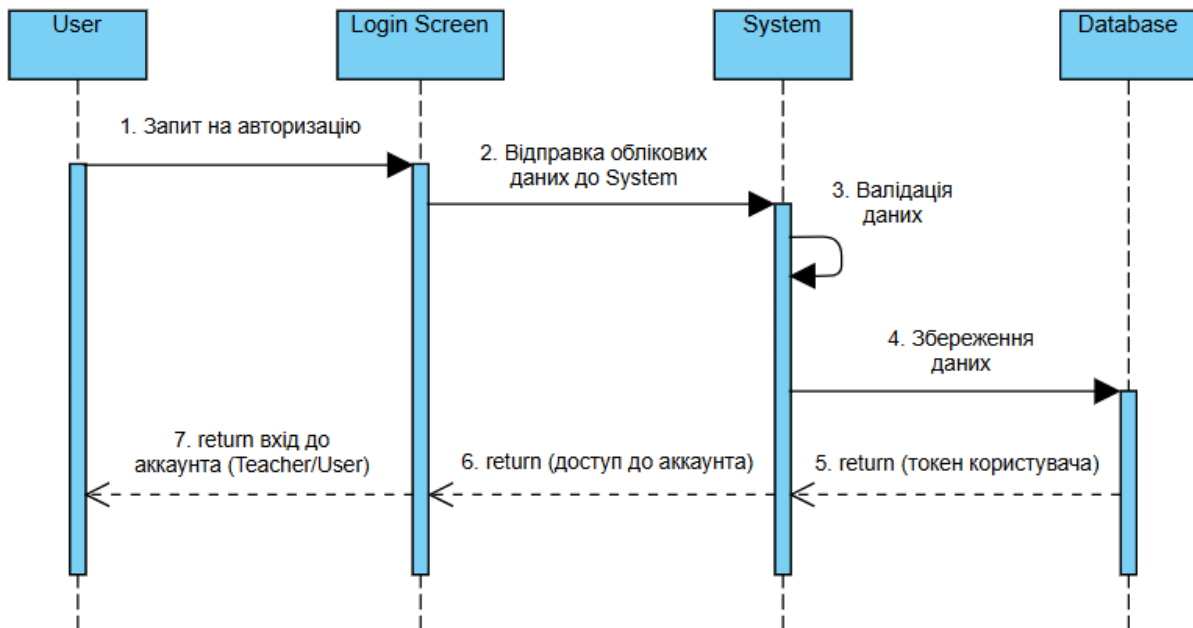 User
Login Screen
System
Database
1. Запит на авторизацію
2. Відправка облікових
даних до System
3. Валідація
даних
4. Збереження
даних
7. return вхід до
аккаунта (Teacher/User)
6. return (доступ до аккаунта)
5. return (токен користувача)